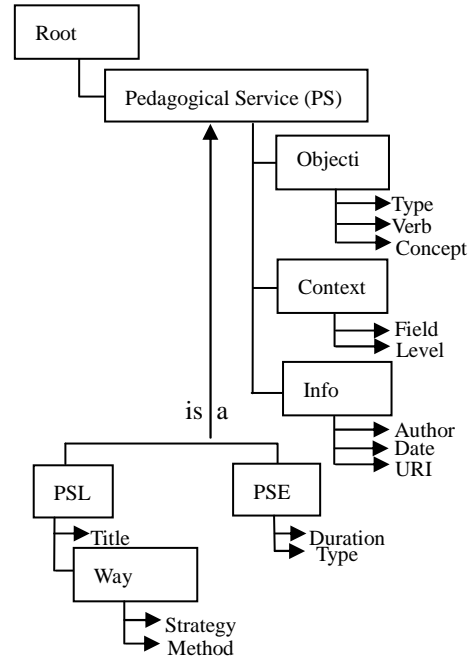 Root
Pedagogical Service (PS)
Objecti
Type
Verb
Concept
Context
Field
Level
Info
Author
Date
URI
is a
PSL
PSE
Title
Duration
Type
Way
Strategy
Method